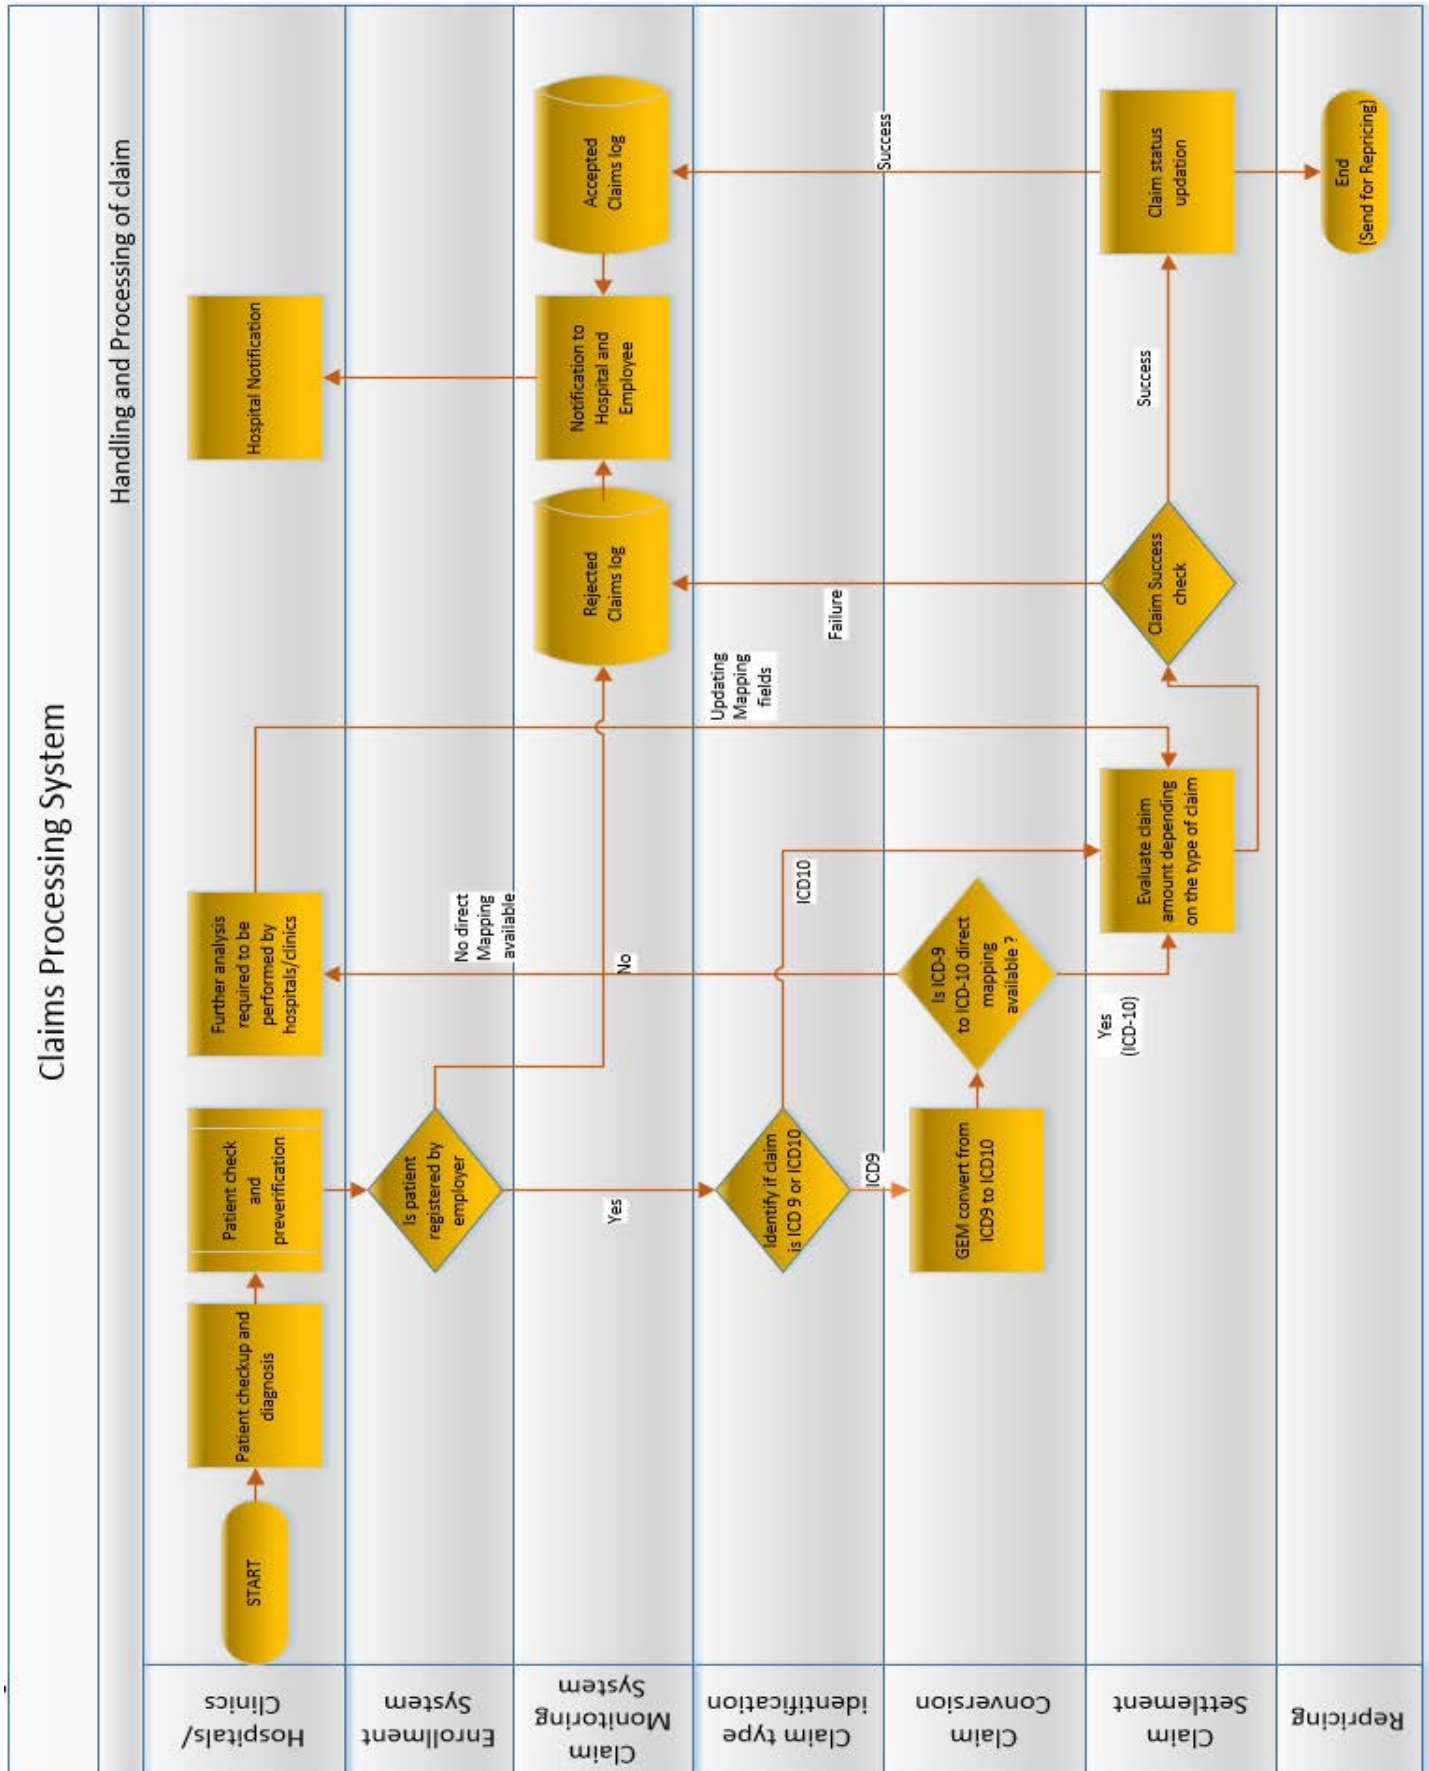 Claims Processing System
Handling and Processing of claim
Hospitals/
Clinics
START
Patient checkup and
diagnosis
Patient check
and
preverification
Further analysis
required to be
performed by
hospitals/clinics
Hospital Notification
Enrollment
System
Is patient
registered by
employer
No direct
Mapping
available
Claim
Monitoring
System
Yes
No
Rejected
Claims log
Notification to
Hospital and
Employee
Accepted
Claims log
Claim type
identification
Identify if claim
is ICD 9 or ICD10
ICD9
ICD10
Updating
Mapping
fields
Failure
Success
Claim
Conversion
GEM convert from
ICD9 to ICD10
Is ICD-9
to ICD-10 direct
mapping
available ?
Claim
Settlement
Yes
(ICD-10)
Evaluate claim
amount depending
on the type of claim
Claim Success
check
Success
Claim status
updation
Repricing
End
(Send for Repricing)